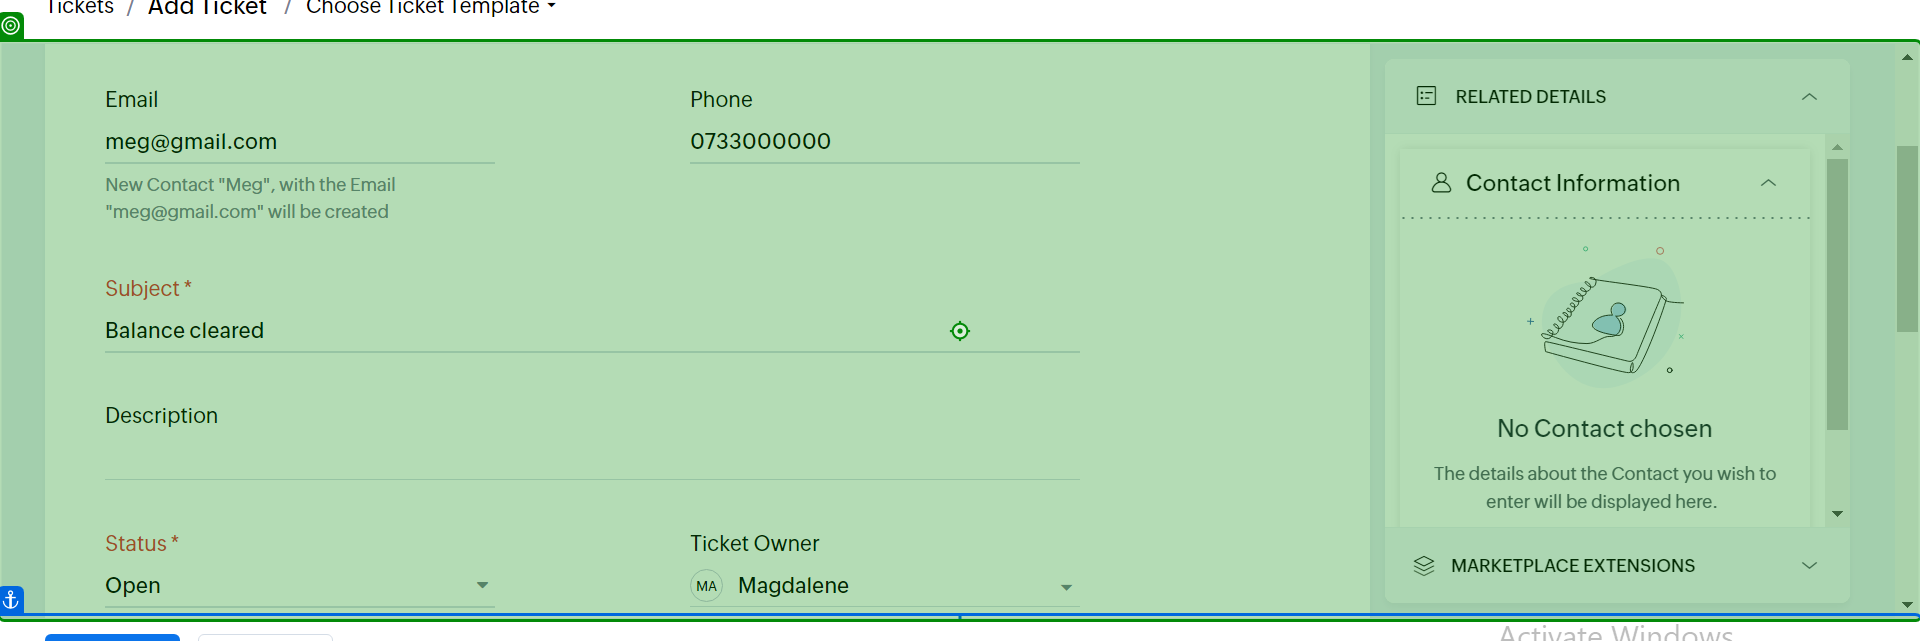 Tickets / Add Ticket / Choose Ticket Template
Email
meg@gmail.com
New Contact "Meg", with the Email
"meg@gmail.com" will be created
Phone
0733000000
Subject *
Balance cleared
Description
Status *
Open
Ticket Owner
MA Magdalene
RELATED DETAILS
Contact Information
No Contact chosen
The details about the Contact you wish to
enter will be displayed here.
MARKETPLACE EXTENSIONS
Activate Windows